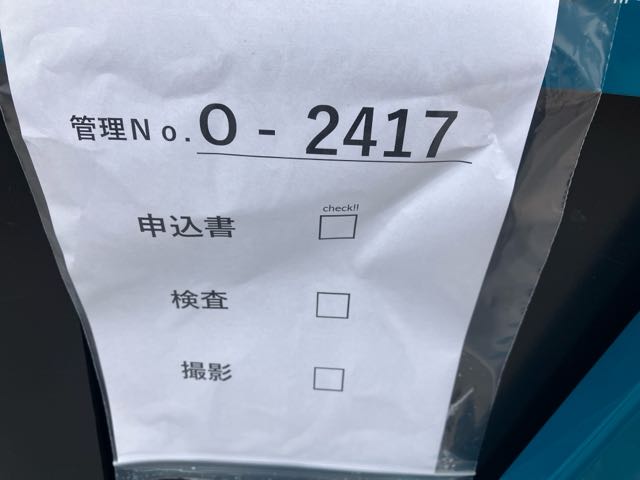 管理No. O - 2417
check!!
申込書 □
検査 □
撮影 □